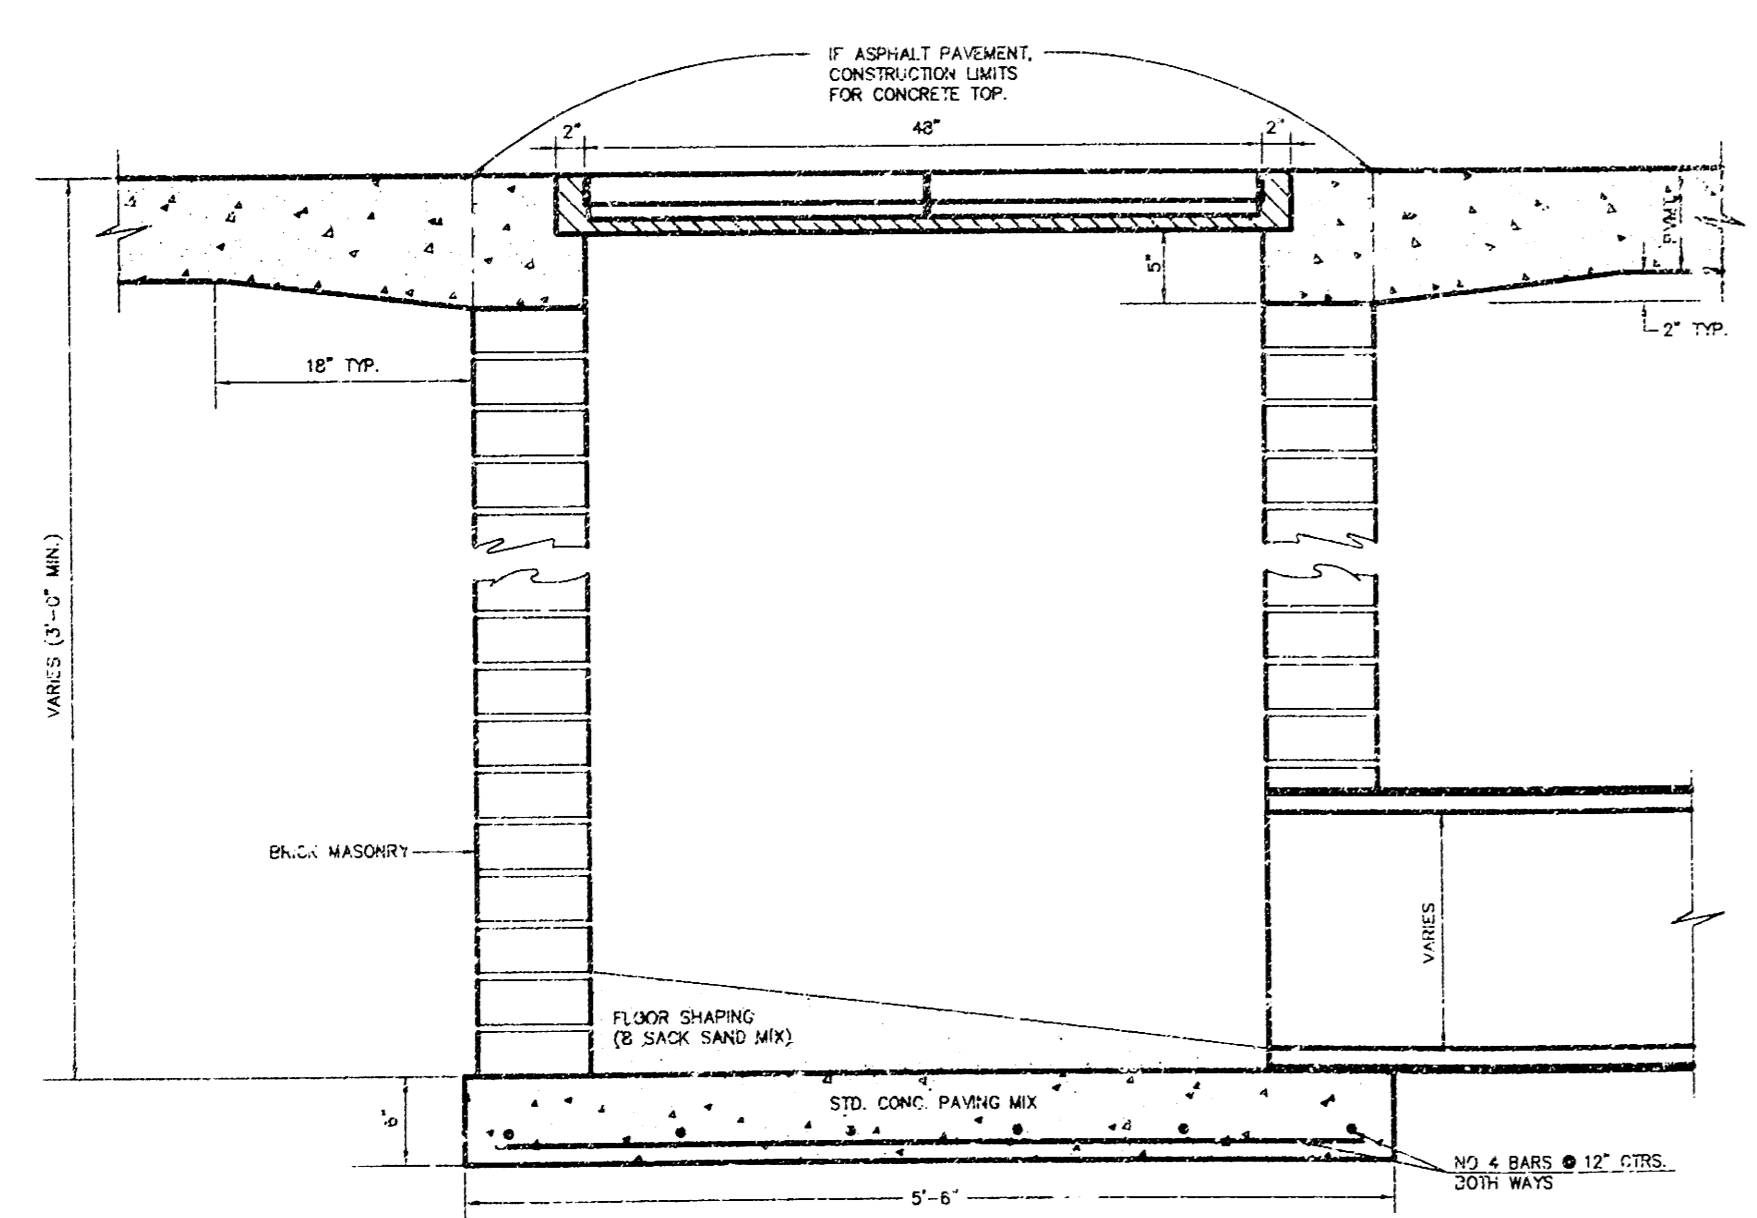 IF ASPHALT PAVEMENT,
CONSTRUCTION LIMITS
FOR CONCRETE TOP.
2" 48" 2"
PVMT
5"
2" TYP.
18" TYP.
VARIES (3'-0" MIN.)
BRICK MASONRY
VARIES
FLOOR SHAPING
(8 SACK SAND MIX)
STD. CONC. PAVING MIX
6"
NO 4 BARS @ 12" CTRS.
BOTH WAYS
5'-6"